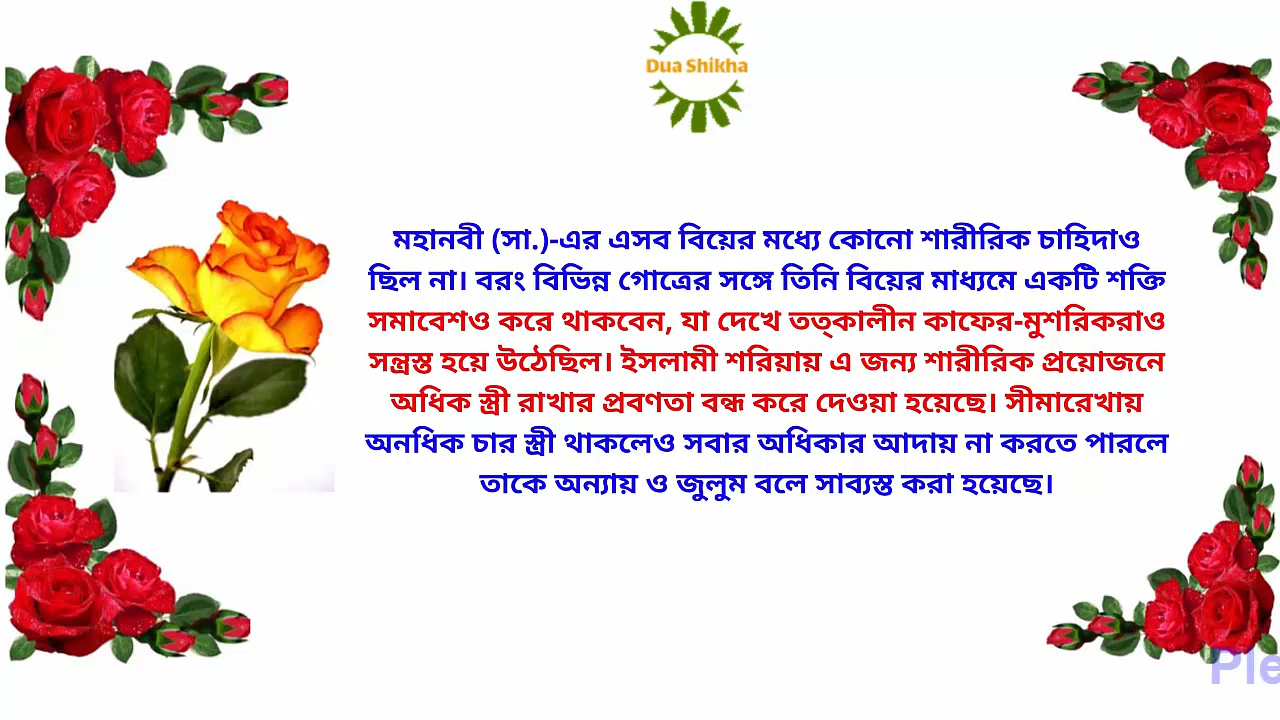 Dua Shikha
মহানবী (সা.)-এর এসব বিয়ের মধ্যে কোনো শারীরিক চাহিদাও
ছিল না। বরং বিভিন্ন গোত্রের সঙ্গে তিনি বিয়ের মাধ্যমে একটি শক্তি
সমাবেশও করে থাকবেন, যা দেখে তত্কালীন কাফের-মুশরিকরাও
সন্ত্রস্ত হয়ে উঠেছিল। ইসলামী শরিয়ায় এ জন্য শারীরিক প্রয়োজনে
অধিক স্ত্রী রাখার প্রবণতা বন্ধ করে দেওয়া হয়েছে। সীমারেখায়
অনধিক চার স্ত্রী থাকলেও সবার অধিকার আদায় না করতে পারলে
তাকে অন্যায় ও জুলুম বলে সাব্যস্ত করা হয়েছে।
Ple